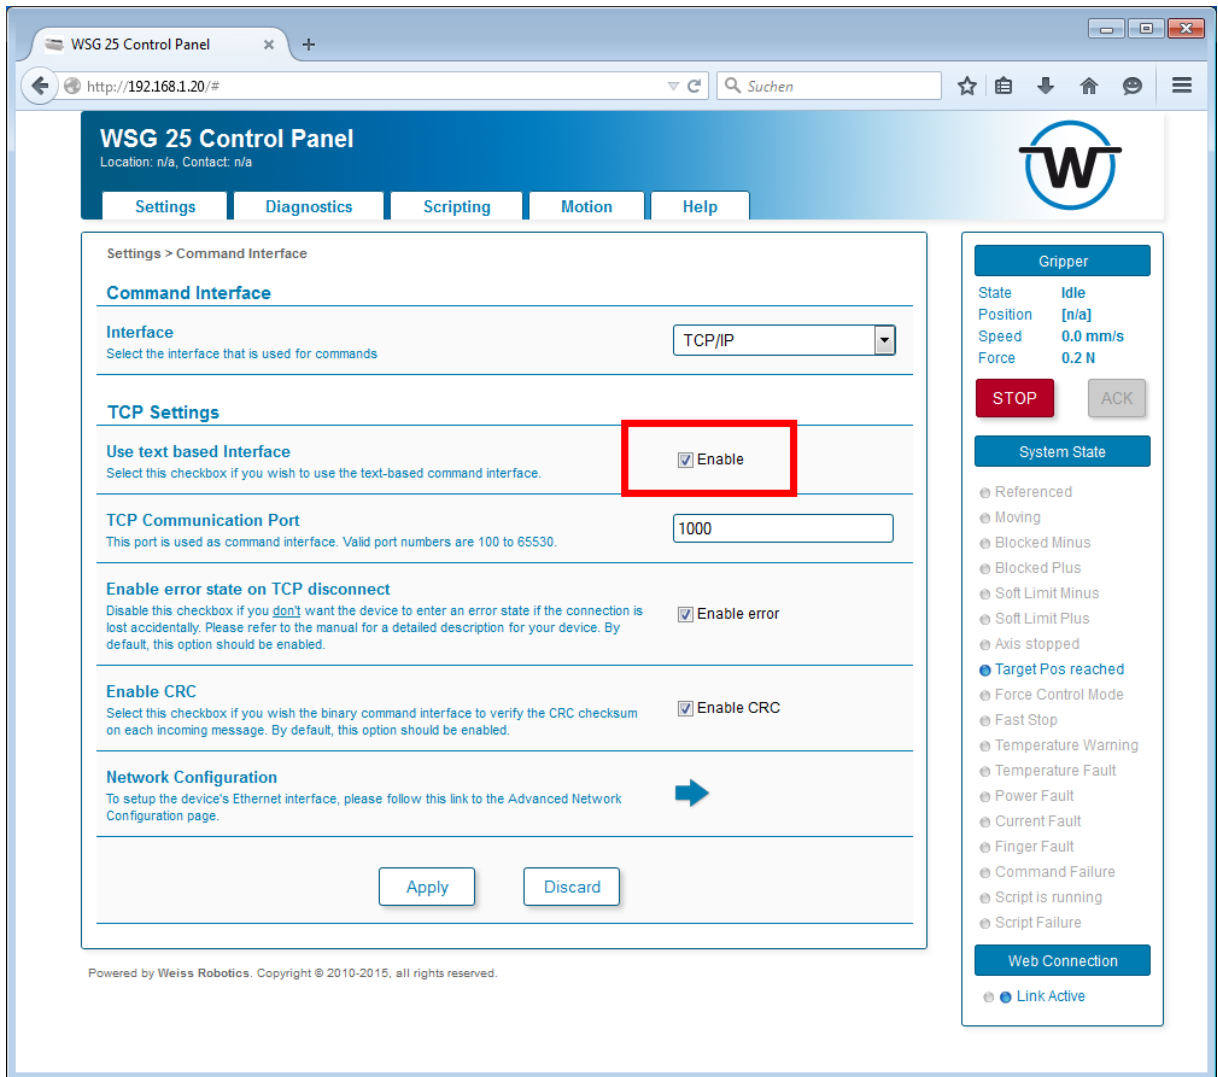 WSG 25 Control Panel
http://192.168.1.20/#
Suchen
WSG 25 Control Panel
Location: n/a, Contact: n/a
W
Settings Diagnostics Scripting Motion Help
Settings > Command Interface
Command Interface
Interface
Select the interface that is used for commands
TCP/IP
TCP Settings
Use text based Interface
Select this checkbox if you wish to use the text-based command interface.
Enable
TCP Communication Port
This port is used as command interface. Valid port numbers are 100 to 65530.
1000
Enable error state on TCP disconnect
Disable this checkbox if you don't want the device to enter an error state if the connection is
lost accidentally. Please refer to the manual for a detailed description for your device. By
default, this option should be enabled.
Enable error
Enable CRC
Select this checkbox if you wish the binary command interface to verify the CRC checksum
on each incoming message. By default, this option should be enabled.
Enable CRC
Network Configuration
To setup the device's Ethernet interface, please follow this link to the Advanced Network
Configuration page.
Apply Discard
Powered by Weiss Robotics. Copyright © 2010-2015, all rights reserved.
Gripper
State Idle
Position [n/a]
Speed 0.0 mm/s
Force 0.2 N
STOP ACK
System State
Referenced
Moving
Blocked Minus
Blocked Plus
Soft Limit Minus
Soft Limit Plus
Axis stopped
Target Pos reached
Force Control Mode
Fast Stop
Temperature Warning
Temperature Fault
Power Fault
Current Fault
Finger Fault
Command Failure
Script is running
Script Failure
Web Connection
Link Active